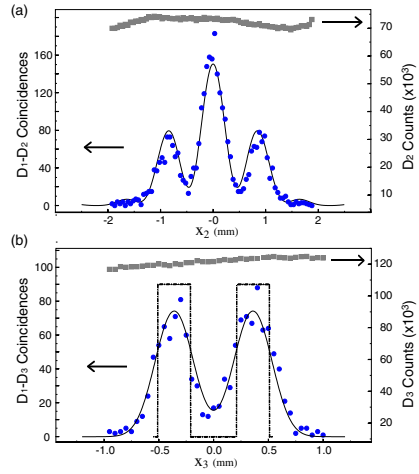 (a)
D1-D2 Coincidences
160
120
80
40
0
70
60
50
40
30
20
10
D2 Counts (x10³)
-2 -1 -0 1 2
x2 (mm)
(b)
D1-D3 Coincidences
100
80
60
40
20
0
120
100
80
60
40
20
D3 Counts (x10³)
-1.0 -0.5 0.0 0.5 1.0
x3 (mm)